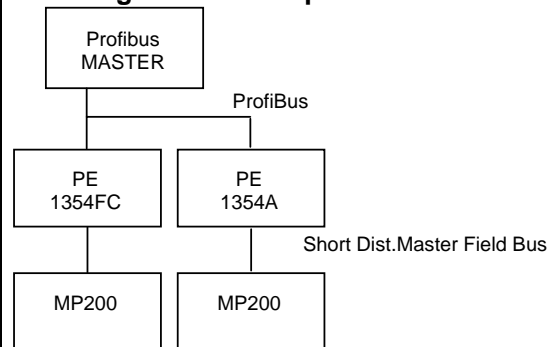 Profibus
MASTER
ProfiBus
PE
1354FC
PE
1354A
Short Dist.Master Field Bus
MP200
MP200